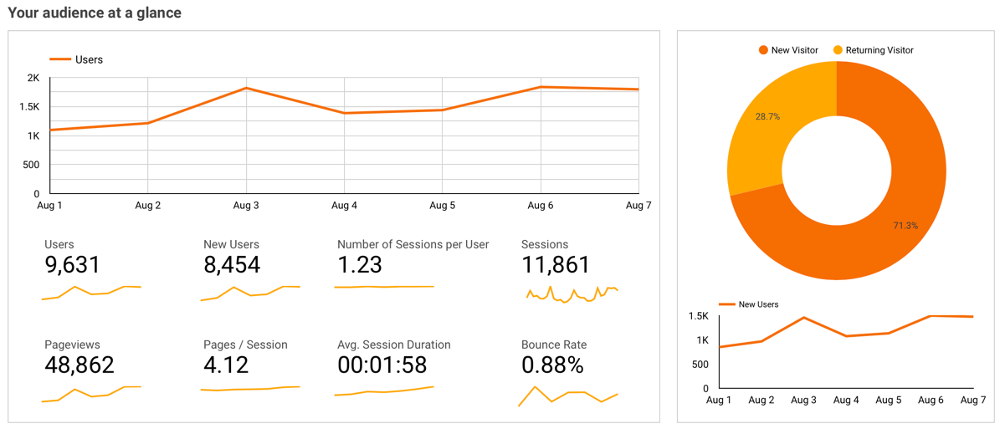 Your audience at a glance
Users
2K
1.5K
1K
500
0
Aug 1 Aug 2 Aug 3 Aug 4 Aug 5 Aug 6 Aug 7
Users New Users Number of Sessions per User Sessions
9,631 8,454 1.23 11,861
Pageviews Pages / Session Avg. Session Duration Bounce Rate
48,862 4.12 00:01:58 0.88%
New Visitor Returning Visitor
28.7%
71.3%
New Users
1.5K
1K
500
0
Aug 1 Aug 2 Aug 3 Aug 4 Aug 5 Aug 6 Aug 7